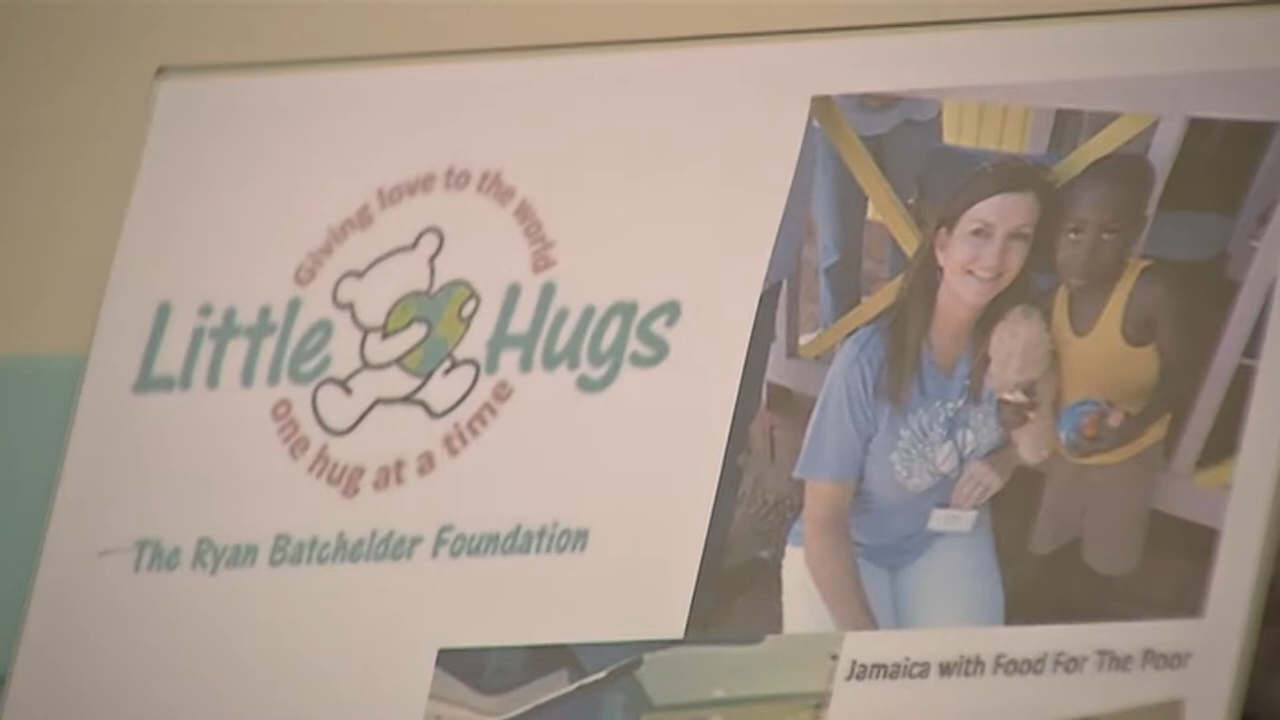 Giving love to the world
Little Hugs
one hug at a time
The Ryan Batchelder Foundation
Jamaica with Food For The Poor